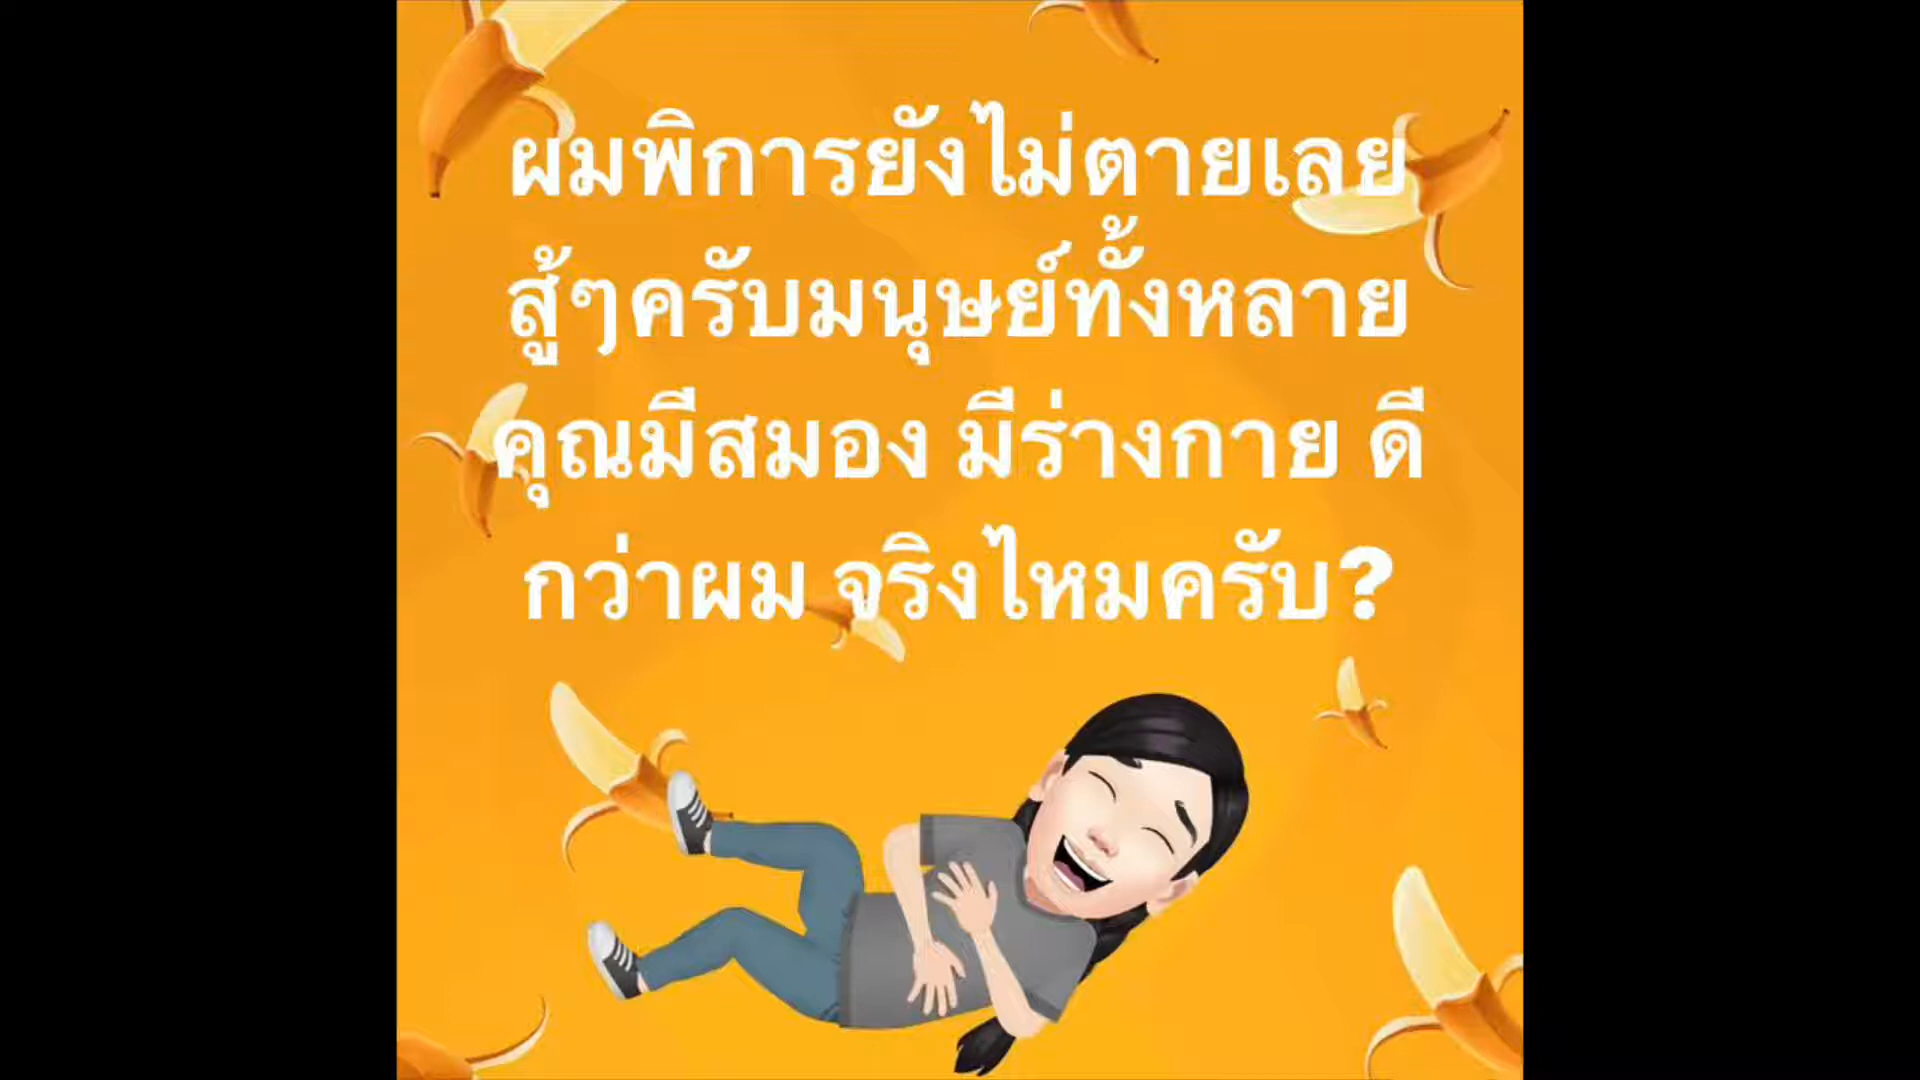 ผมพิการยังไม่ตายเลย
สู้ๆครับมนุษย์ทั้งหลาย
คุณมีสมอง มีร่างกาย ดี
กว่าผม จริงไหมครับ?